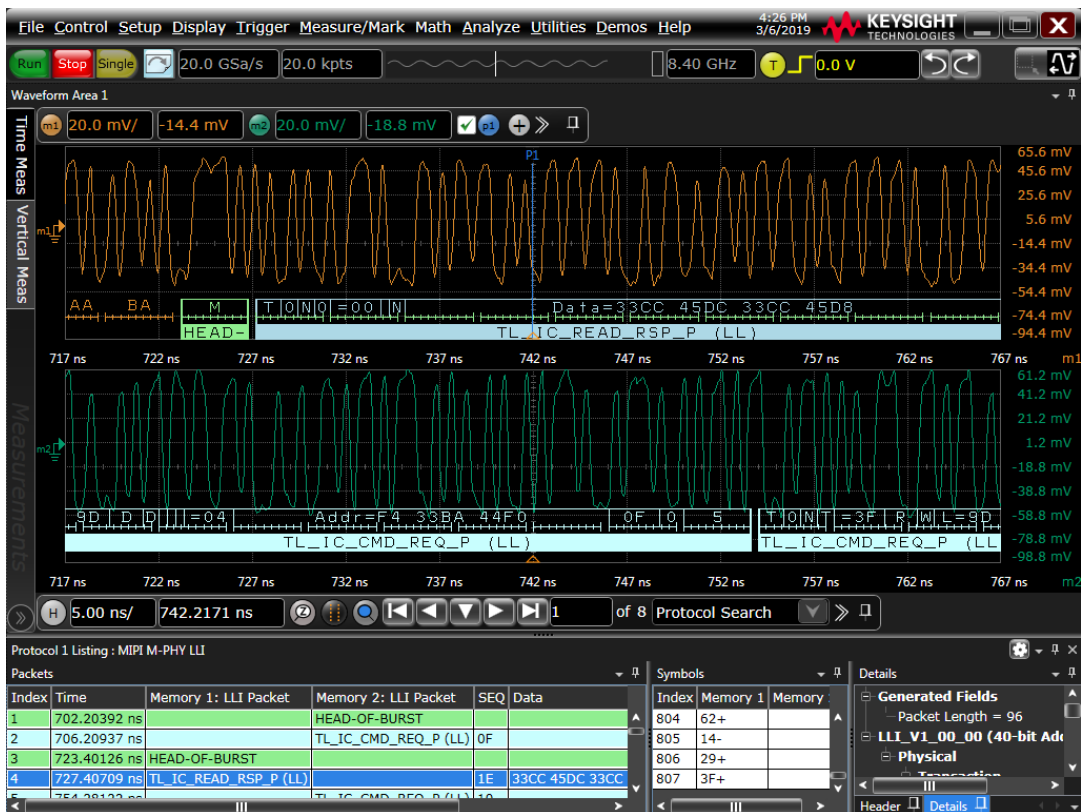 File Control Setup Display Trigger Measure/Mark Math Analyze Utilities Demos Help
4:26 PM
3/6/2019
KEYSIGHT
TECHNOLOGIES
X
Run Stop Single 20.0 GSa/s 20.0 kpts 8.40 GHz T 0.0 V
Waveform Area 1
Time Meas
Vertical Meas
Measurements
m1 20.0 mV/ -14.4 mV m2 20.0 mV/ -18.8 mV p1
P1
65.6 mV
45.6 mV
25.6 mV
5.6 mV
-14.4 mV
-34.4 mV
-54.4 mV
-74.4 mV
-94.4 mV
m1
AA BA M T 0 N 0 =00 N Data=33CC 45DC 33CC 45D8
HEAD- TL_IC_READ_RSP_P (LL)
717 ns 722 ns 727 ns 732 ns 737 ns 742 ns 747 ns 752 ns 757 ns 762 ns 767 ns m1
61.2 mV
41.2 mV
21.2 mV
1.2 mV
-18.8 mV
-38.8 mV
-58.8 mV
-78.8 mV
-98.8 mV
m2
9D D D =04 Addr=F4 33BA 44F0 0F 0 5 T 0 N T =3F R W L=9D
TL_IC_CMD_REQ_P (LL) TL_IC_CMD_REQ_P (LL
717 ns 722 ns 727 ns 732 ns 737 ns 742 ns 747 ns 752 ns 757 ns 762 ns 767 ns m2
H 5.00 ns/ 742.2171 ns 1 of 8 Protocol Search
Protocol 1 Listing : MIPI M-PHY LLI
Packets
Index Time Memory 1: LLI Packet Memory 2: LLI Packet SEQ Data
1 702.20392 ns HEAD-OF-BURST
2 706.20937 ns TL_IC_CMD_REQ_P (LL) 0F
3 723.40126 ns HEAD-OF-BURST
4 727.40709 ns TL_IC_READ_RSP_P (LL) 1E 33CC 45DC 33CC
Symbols
Index Memory 1 Memory
804 62+
805 14-
806 29+
807 3F+
Details
Generated Fields
Packet Length = 96
LLI_V1_00_00 (40-bit Add
Physical
Header Details